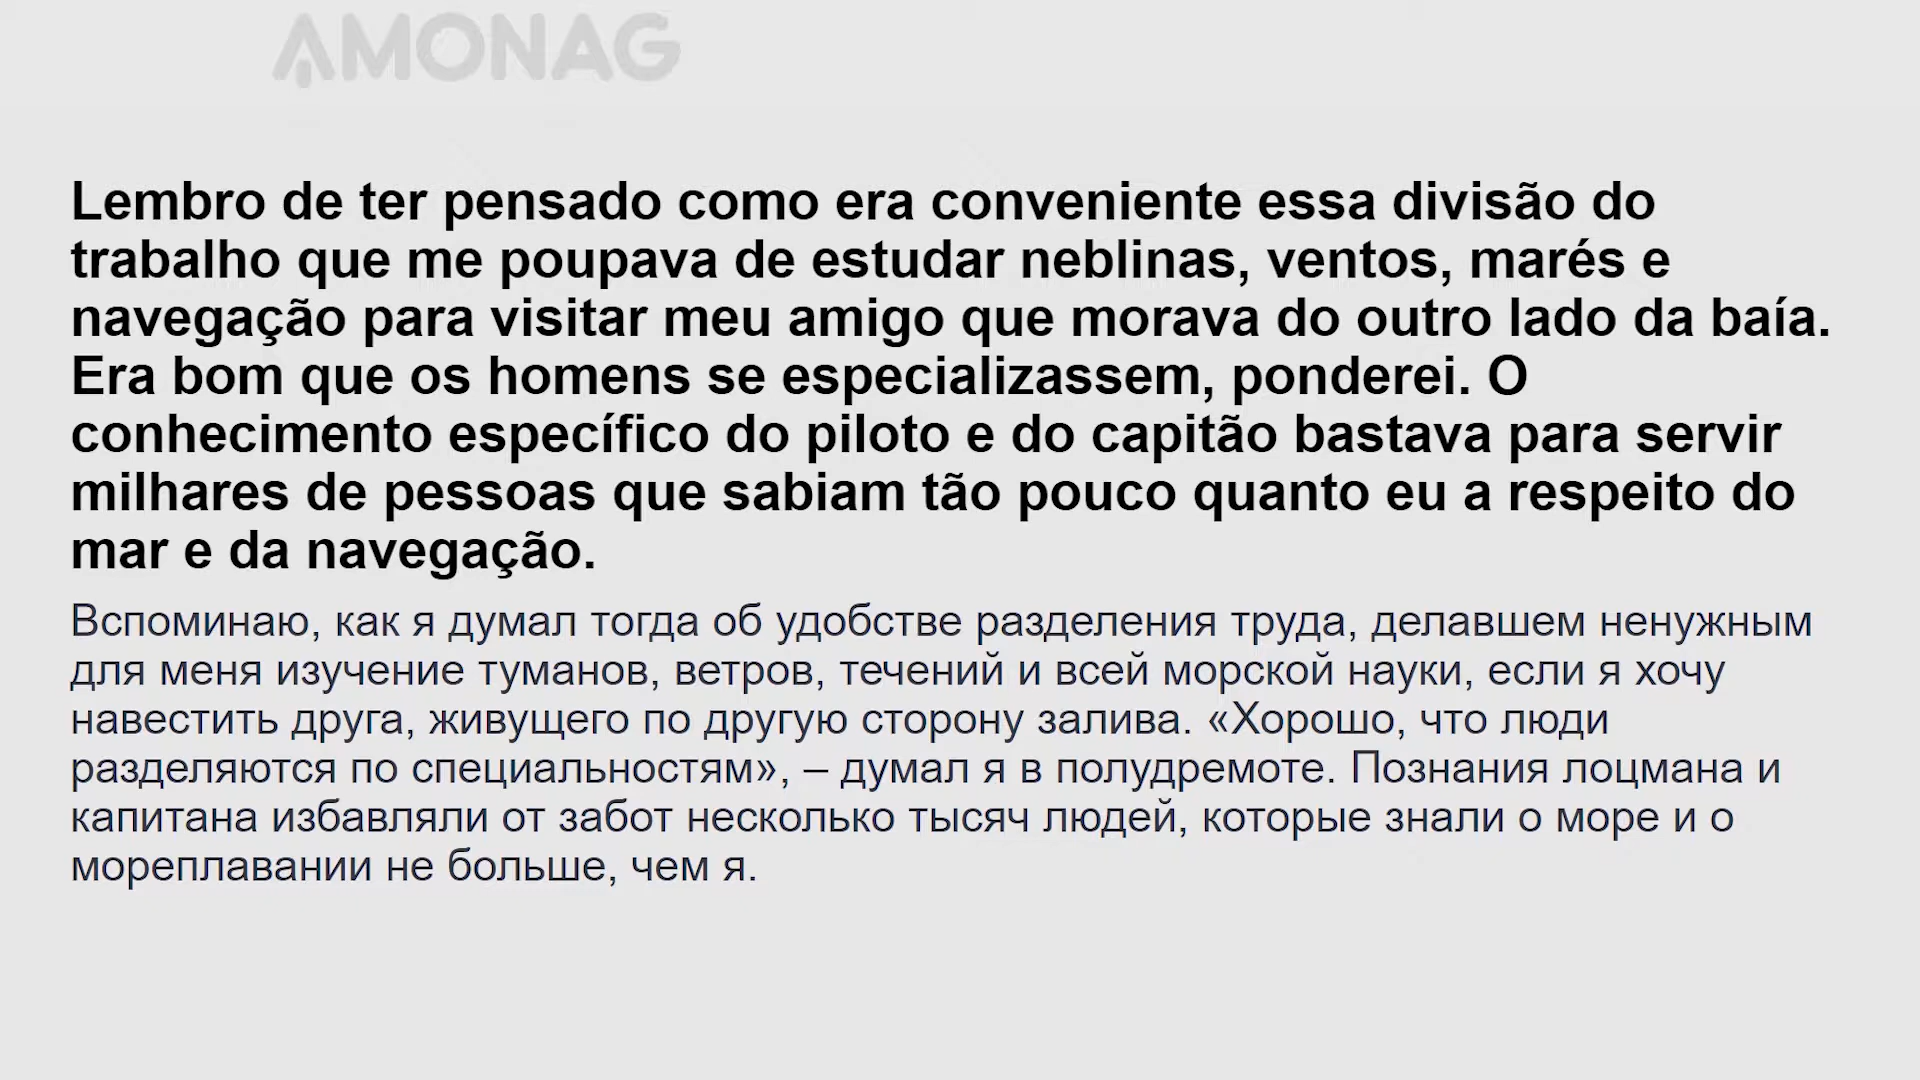 AMONAG
Lembro de ter pensado como era conveniente essa divisão do
trabalho que me poupava de estudar neblinas, ventos, marés e
navegação para visitar meu amigo que morava do outro lado da baía.
Era bom que os homens se especializassem, ponderei. O
conhecimento específico do piloto e do capitão bastava para servir
milhares de pessoas que sabiam tão pouco quanto eu a respeito do
mar e da navegação.
Вспоминаю, как я думал тогда об удобстве разделения труда, делавшем ненужным
для меня изучение туманов, ветров, течений и всей морской науки, если я хочу
навестить друга, живущего по другую сторону залива. «Хорошо, что люди
разделяются по специальностям», – думал я в полудремоте. Познания лоцмана и
капитана избавляли от забот несколько тысяч людей, которые знали о море и о
мореплавании не больше, чем я.